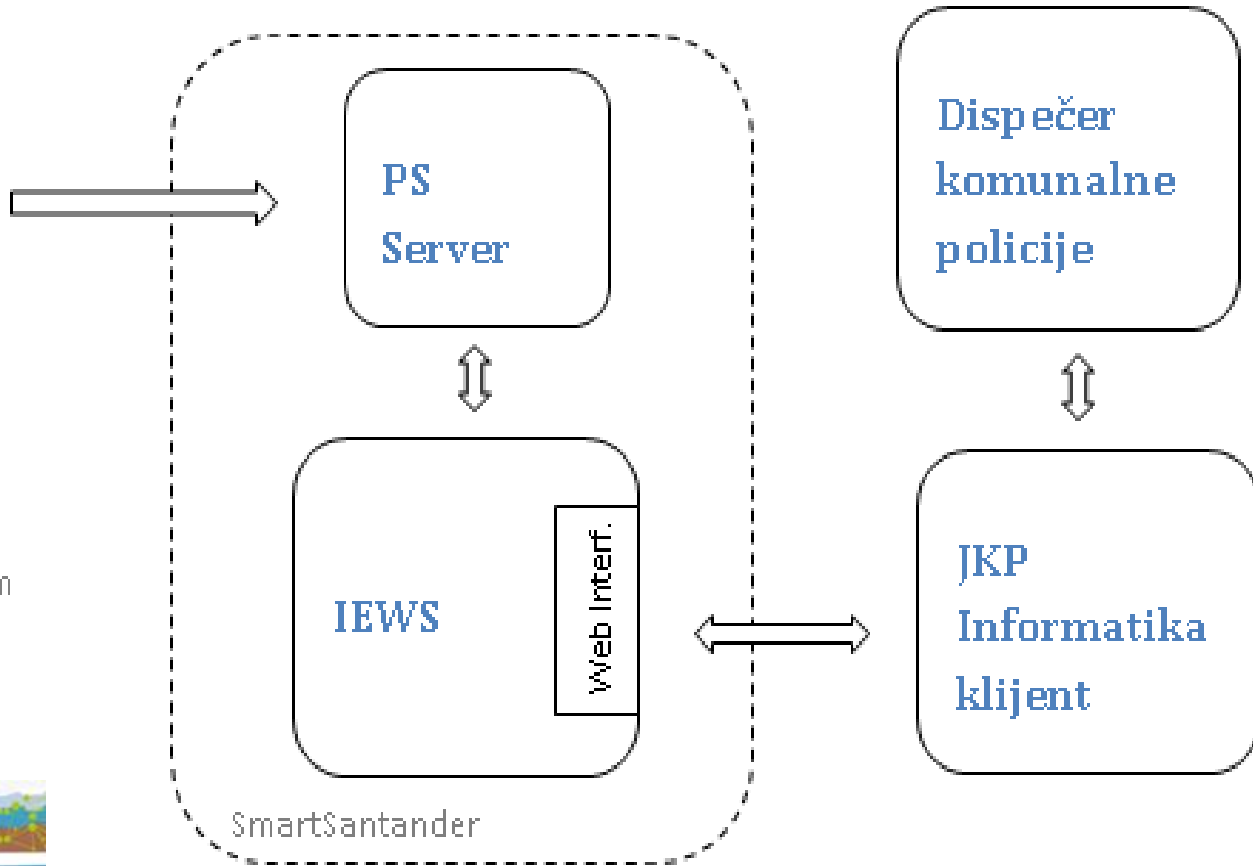 PS
Server
Dispečer
komunalne
policije
IEWS
Web Interf.
JKP
Informatika
klijent
SmartSantander